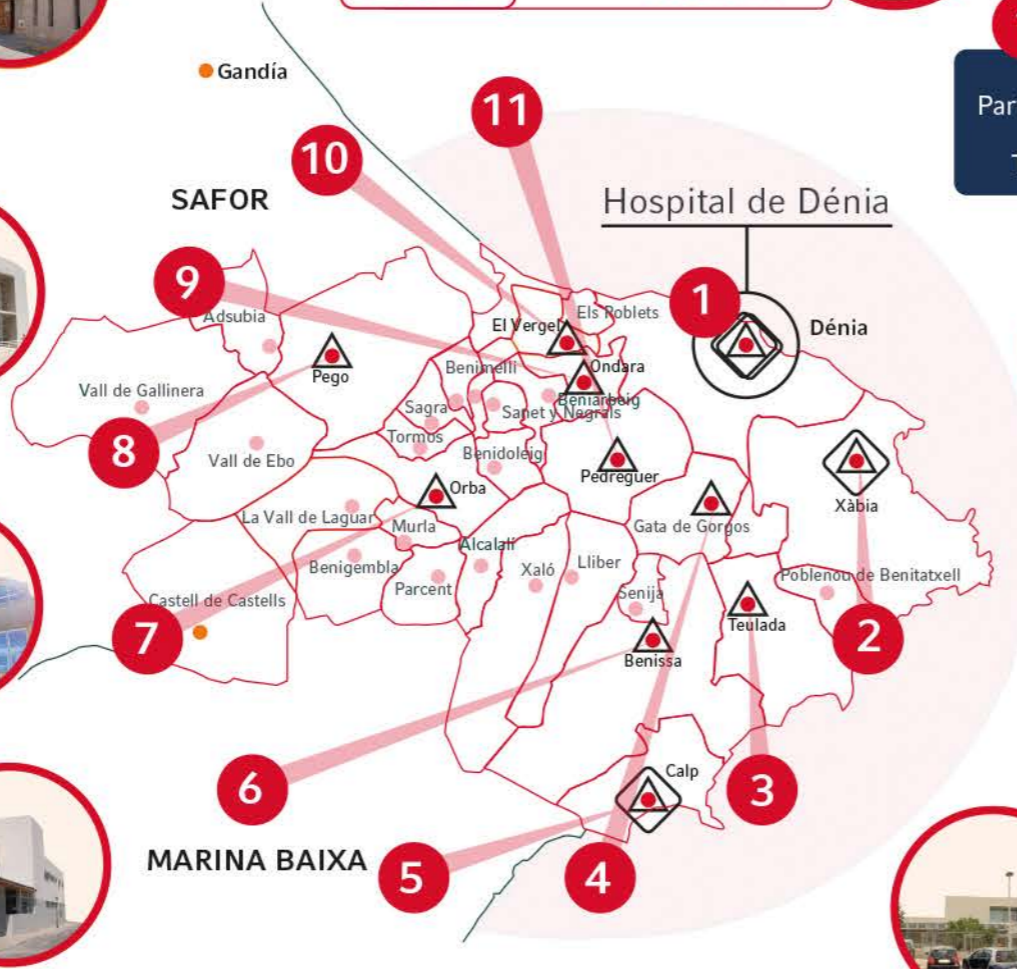 Gandía
11
10
SAFOR
Hospital de Dénia
Par
9
1
Adsubia
El Vergel
Els Poblets
Dénia
Pego
Benimelli
Ondara
Vall de Gallinera
Beniarbeig
Sagra
Sanet y Negrals
8
Tormos
Benidoleig
Vall de Ebo
Pedreguer
Orba
Xàbia
La Vall de Laguar
Murla
Gata de Gorgos
Alcalalí
Benigembla
Xaló
Lliber
Parcent
Poblenou de Benitatxell
Castell de Castells
Senija
7
Teulada
2
Benissa
6
Calp
3
MARINA BAIXA
5
4